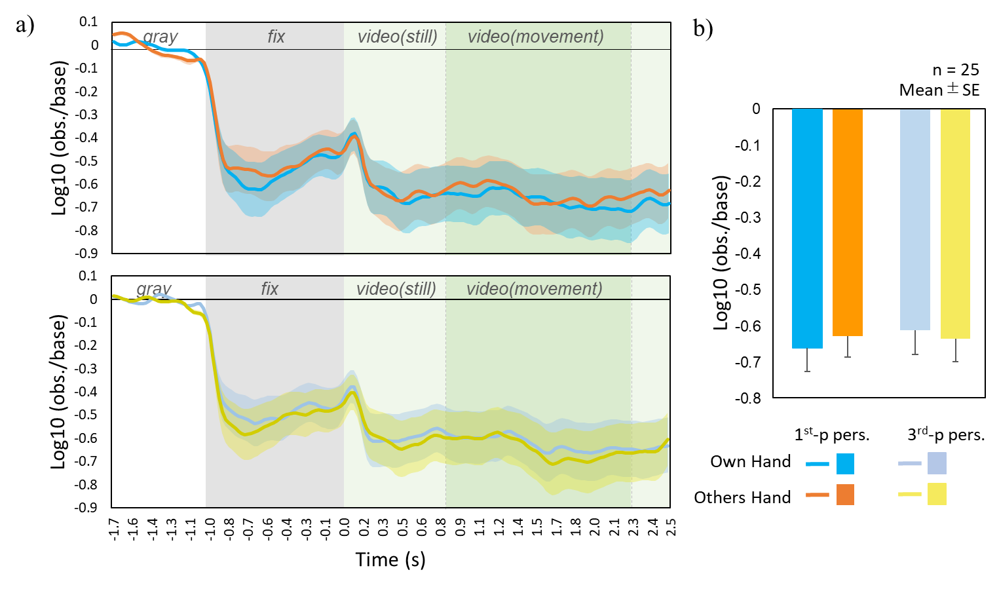 a)
gray fix video(still) video(movement)
0.1
0
-0.1
-0.2
-0.3
-0.4
-0.5
-0.6
-0.7
-0.8
-0.9
Log10 (obs./base)
gray fix video(still) video(movement)
0.1
0
-0.1
-0.2
-0.3
-0.4
-0.5
-0.6
-0.7
-0.8
-0.9
Log10 (obs./base)
-1.7 -1.6 -1.4 -1.3 -1.1 -1.0 -0.8 -0.7 -0.6 -0.4 -0.3 -0.1 0.0 0.2 0.3 0.5 0.6 0.8 0.9 1.1 1.2 1.4 1.5 1.7 1.8 2.0 2.1 2.3 2.4 2.5
Time (s)
b)
n = 25
Mean ± SE
0
-0.1
-0.2
-0.3
-0.4
-0.5
-0.6
-0.7
-0.8
Log10 (obs./base)
1st-p pers. 3rd-p pers.
Own Hand
Others Hand